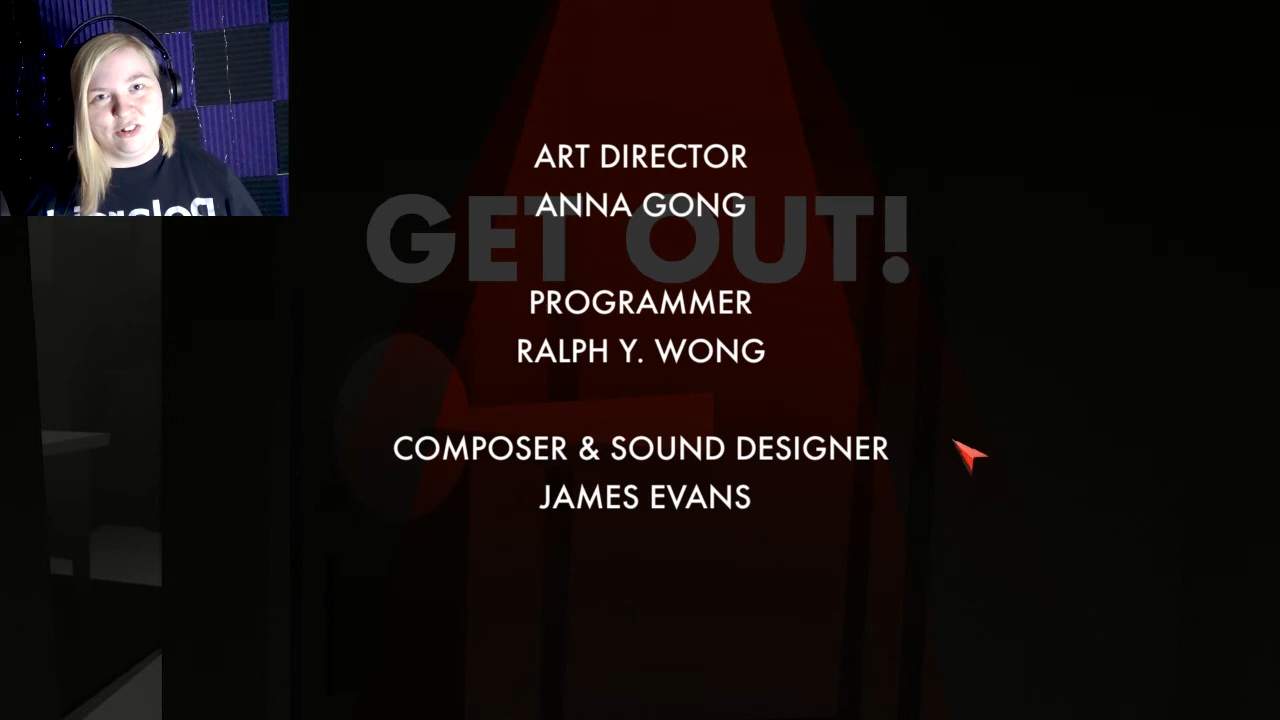 ART DIRECTOR
ANNA GONG
GET OUT!
PROGRAMMER
RALPH Y. WONG
COMPOSER & SOUND DESIGNER
JAMES EVANS